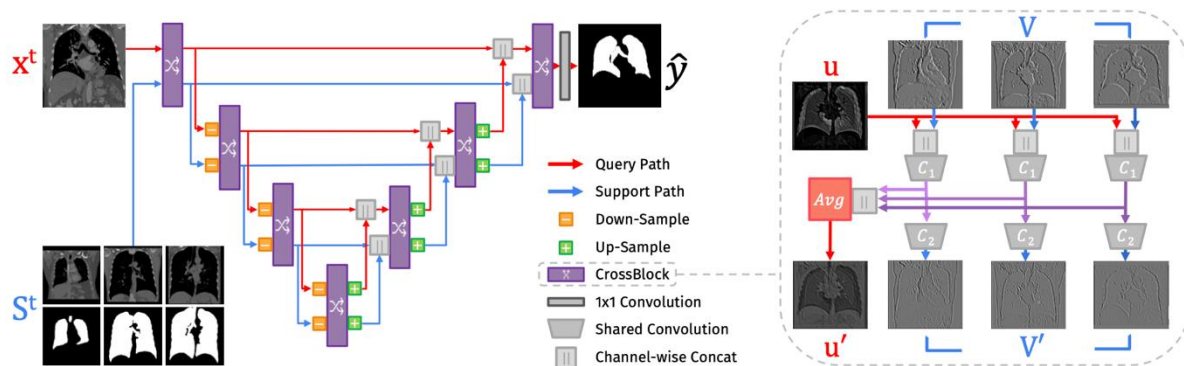 x^t
S^t
ŷ
Query Path
Support Path
Down-Sample
Up-Sample
CrossBlock
1x1 Convolution
Shared Convolution
|| Channel-wise Concat
u
V
|| || ||
C₁ C₁ C₁
Avg ||
C₂ C₂ C₂
u′
V′